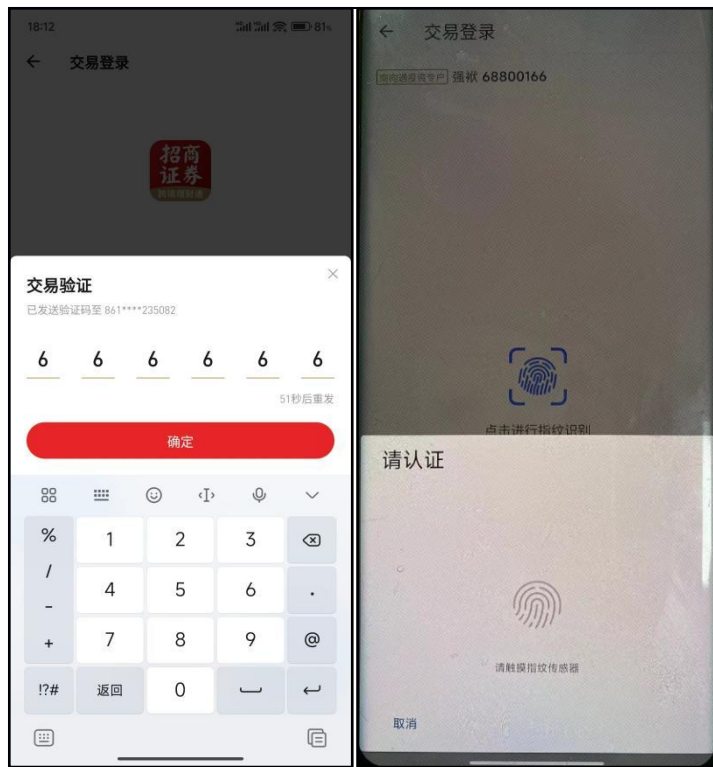 18:12
81%
交易登录
招商
证券
交易验证
已发送验证码至 861****235082
6 6 6 6 6 6
51秒后重发
确定
% 1 2 3
/ 4 5 6 .
-
+ 7 8 9 @
!?# 返回 0
交易登录
强袱 68800166
点击进行指纹识别
请认证
请触摸指纹传感器
取消